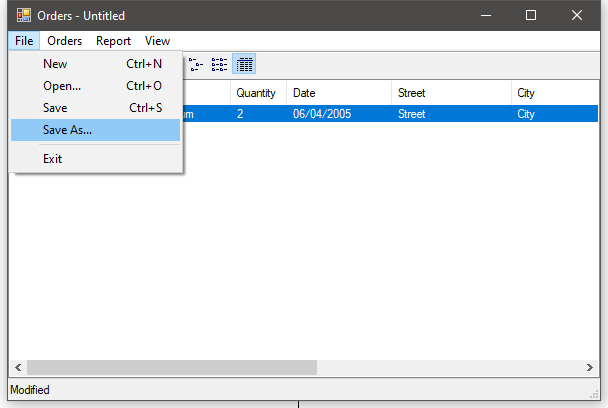 Orders - Untitled
File Orders Report View
New Ctrl+N
Open... Ctrl+O
Save Ctrl+S
Save As...
Exit
Quantity Date Street City
2 06/04/2005 Street City
Modified